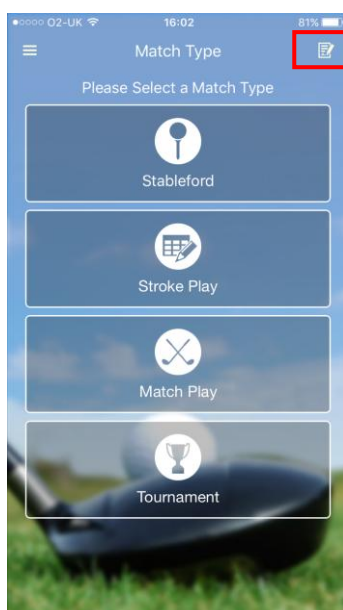 O2-UK 16:02 81%
Match Type
Please Select a Match Type
Stableford
Stroke Play
Match Play
Tournament